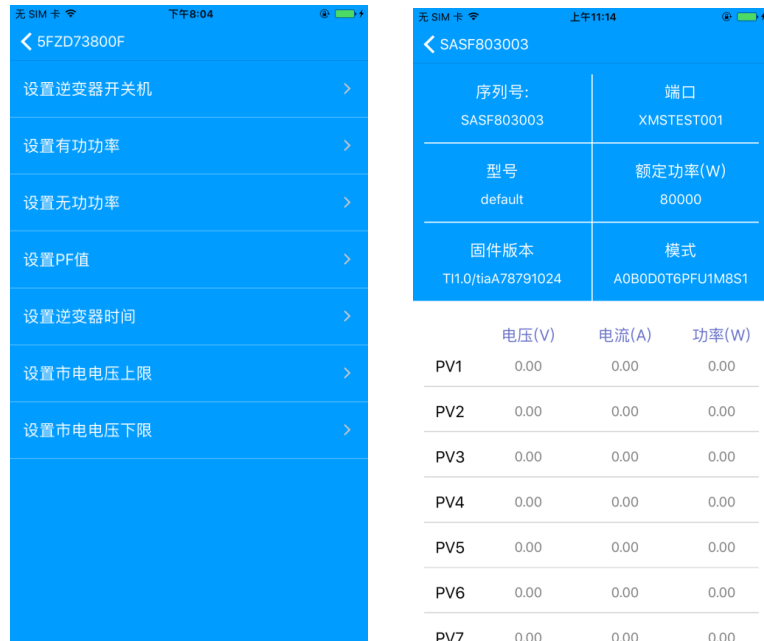 无 SIM 卡 下午8:04
5FZD73800F
设置逆变器开关机
设置有功功率
设置无功功率
设置PF值
设置逆变器时间
设置市电电压上限
设置市电电压下限
无 SIM 卡 上午11:14
SASF803003
序列号: 端口
SASF803003 XMSTEST001
型号 额定功率(W)
default 80000
固件版本 模式
TI1.0/tiaA78791024 A0B0D0T6PFU1M8S1
电压(V) 电流(A) 功率(W)
PV1 0.00 0.00 0.00
PV2 0.00 0.00 0.00
PV3 0.00 0.00 0.00
PV4 0.00 0.00 0.00
PV5 0.00 0.00 0.00
PV6 0.00 0.00 0.00
PV7 0.00 0.00 0.00